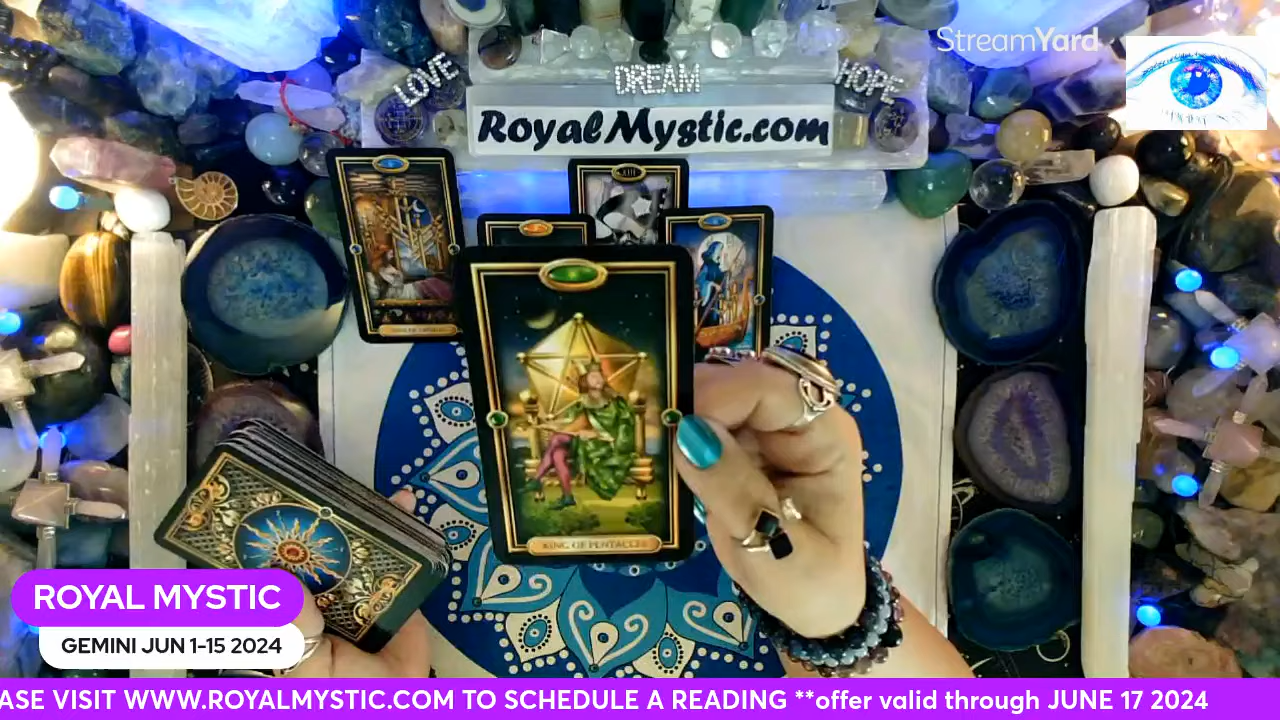 StreamYard
LOVE
DREAM
HOPE
RoyalMystic.com
XIII
KING OF PENTACLES
ROYAL MYSTIC
GEMINI JUN 1-15 2024
ASE VISIT WWW.ROYALMYSTIC.COM TO SCHEDULE A READING **offer valid through JUNE 17 2024